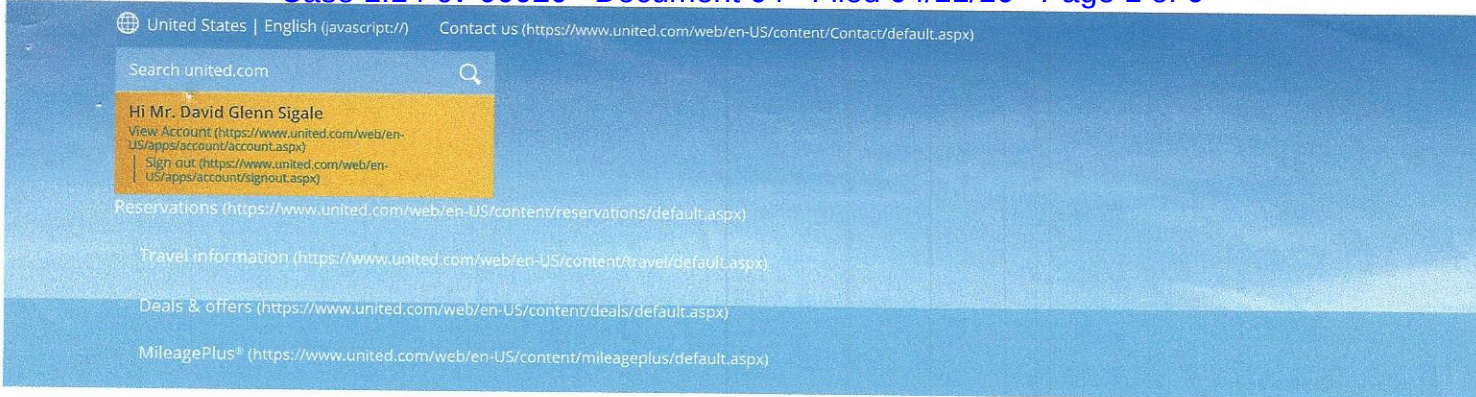 United States | English (javascript://) Contact us (https://www.united.com/web/en-US/content/Contact/default.aspx)
Search united.com
Hi Mr. David Glenn Sigale
View Account (https://www.united.com/web/en-
US/apps/account/account.aspx)
Sign out (https://www.united.com/web/en-
US/apps/account/signout.aspx)
Reservations (https://www.united.com/web/en-US/content/reservations/default.aspx)
Travel information (https://www.united.com/web/en-US/content/travel/default.aspx)
Deals & offers (https://www.united.com/web/en-US/content/deals/default.aspx)
MileagePlus® (https://www.united.com/web/en-US/content/mileageplus/default.aspx)